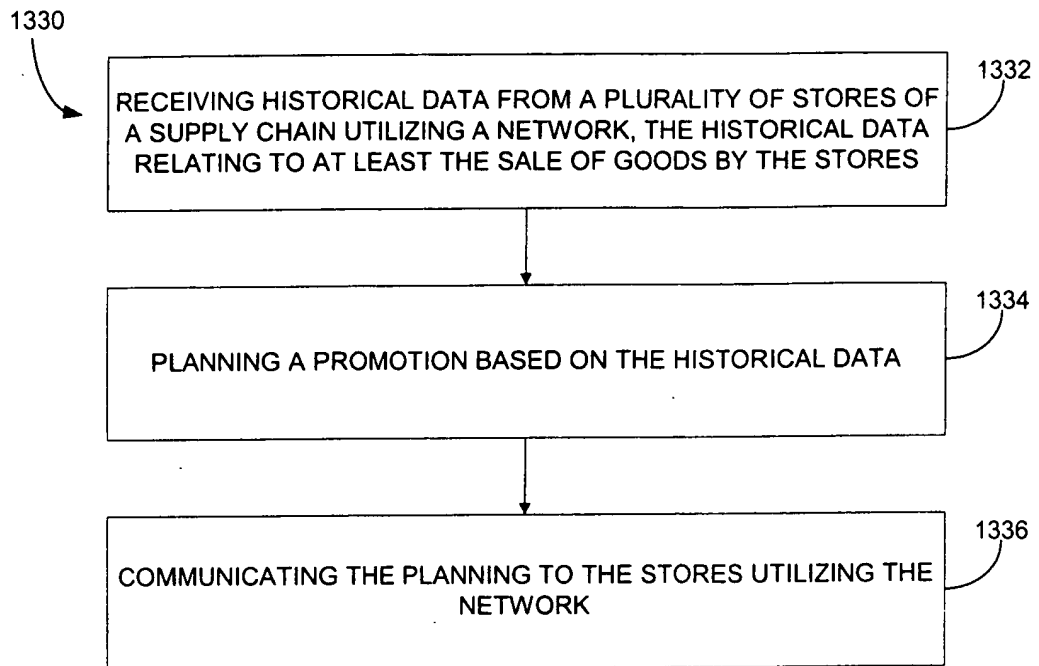 1330
1332
RECEIVING HISTORICAL DATA FROM A PLURALITY OF STORES OF
A SUPPLY CHAIN UTILIZING A NETWORK, THE HISTORICAL DATA
RELATING TO AT LEAST THE SALE OF GOODS BY THE STORES
1334
PLANNING A PROMOTION BASED ON THE HISTORICAL DATA
1336
COMMUNICATING THE PLANNING TO THE STORES UTILIZING THE
NETWORK